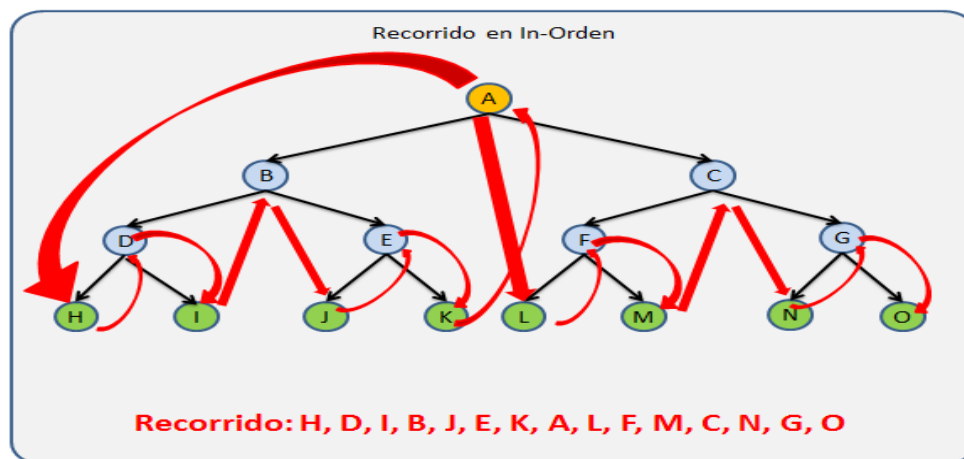 Recorrido en In-Orden
A
B
C
D
E
F
G
H
I
J
K
L
M
N
O
Recorrido: H, D, I, B, J, E, K, A, L, F, M, C, N, G, O